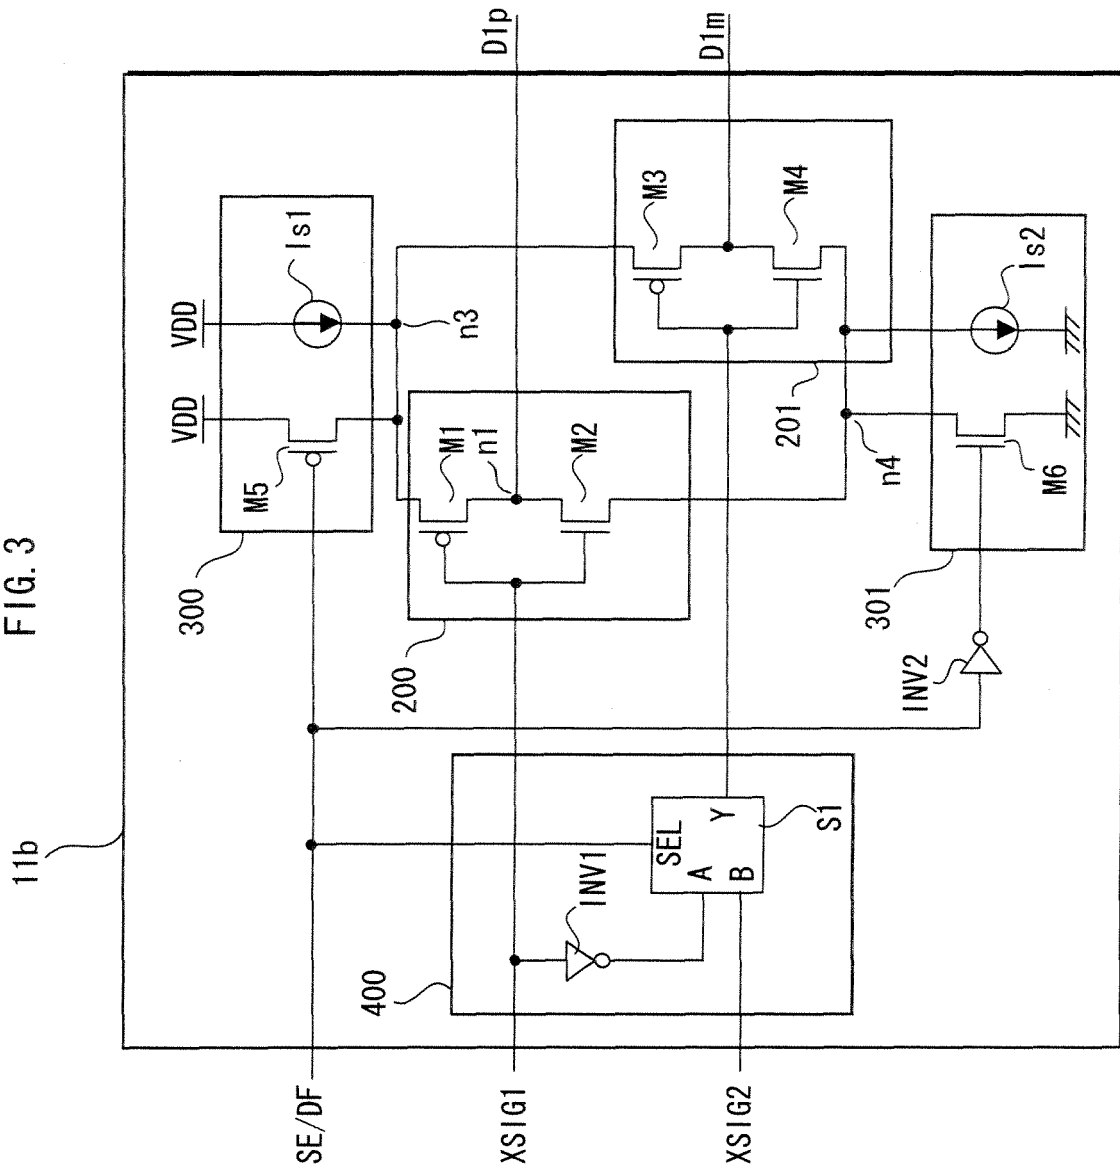 FIG. 3
11b
D1p
D1m
VDD
VDD
Is1
M5
300
n3
M1
n1
M2
200
M3
M4
201
n4
Is2
M6
301
INV2
400
INV1
SEL
A
B
Y
S1
SE/DF
XSIG1
XSIG2